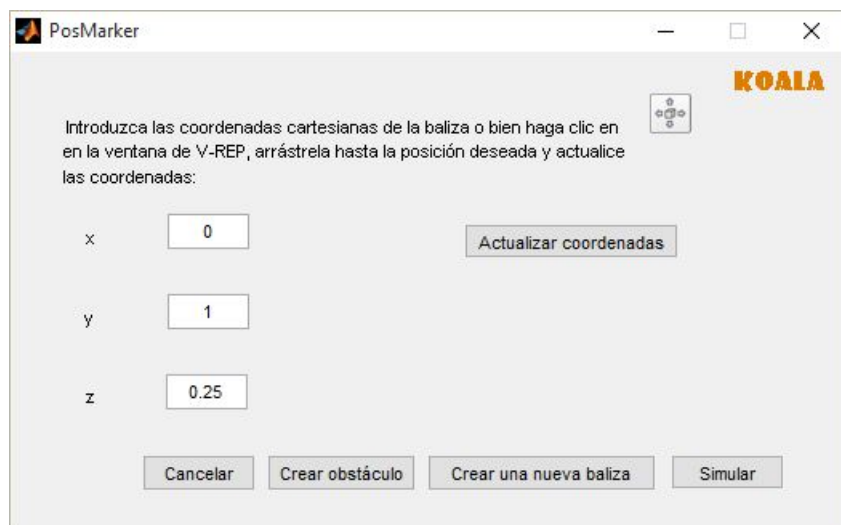 PosMarker
KOALA
Introduzca las coordenadas cartesianas de la baliza o bien haga clic en
en la ventana de V-REP, arrástrela hasta la posición deseada y actualice
las coordenadas:
x 0
Actualizar coordenadas
y 1
z 0.25
Cancelar Crear obstáculo Crear una nueva baliza Simular